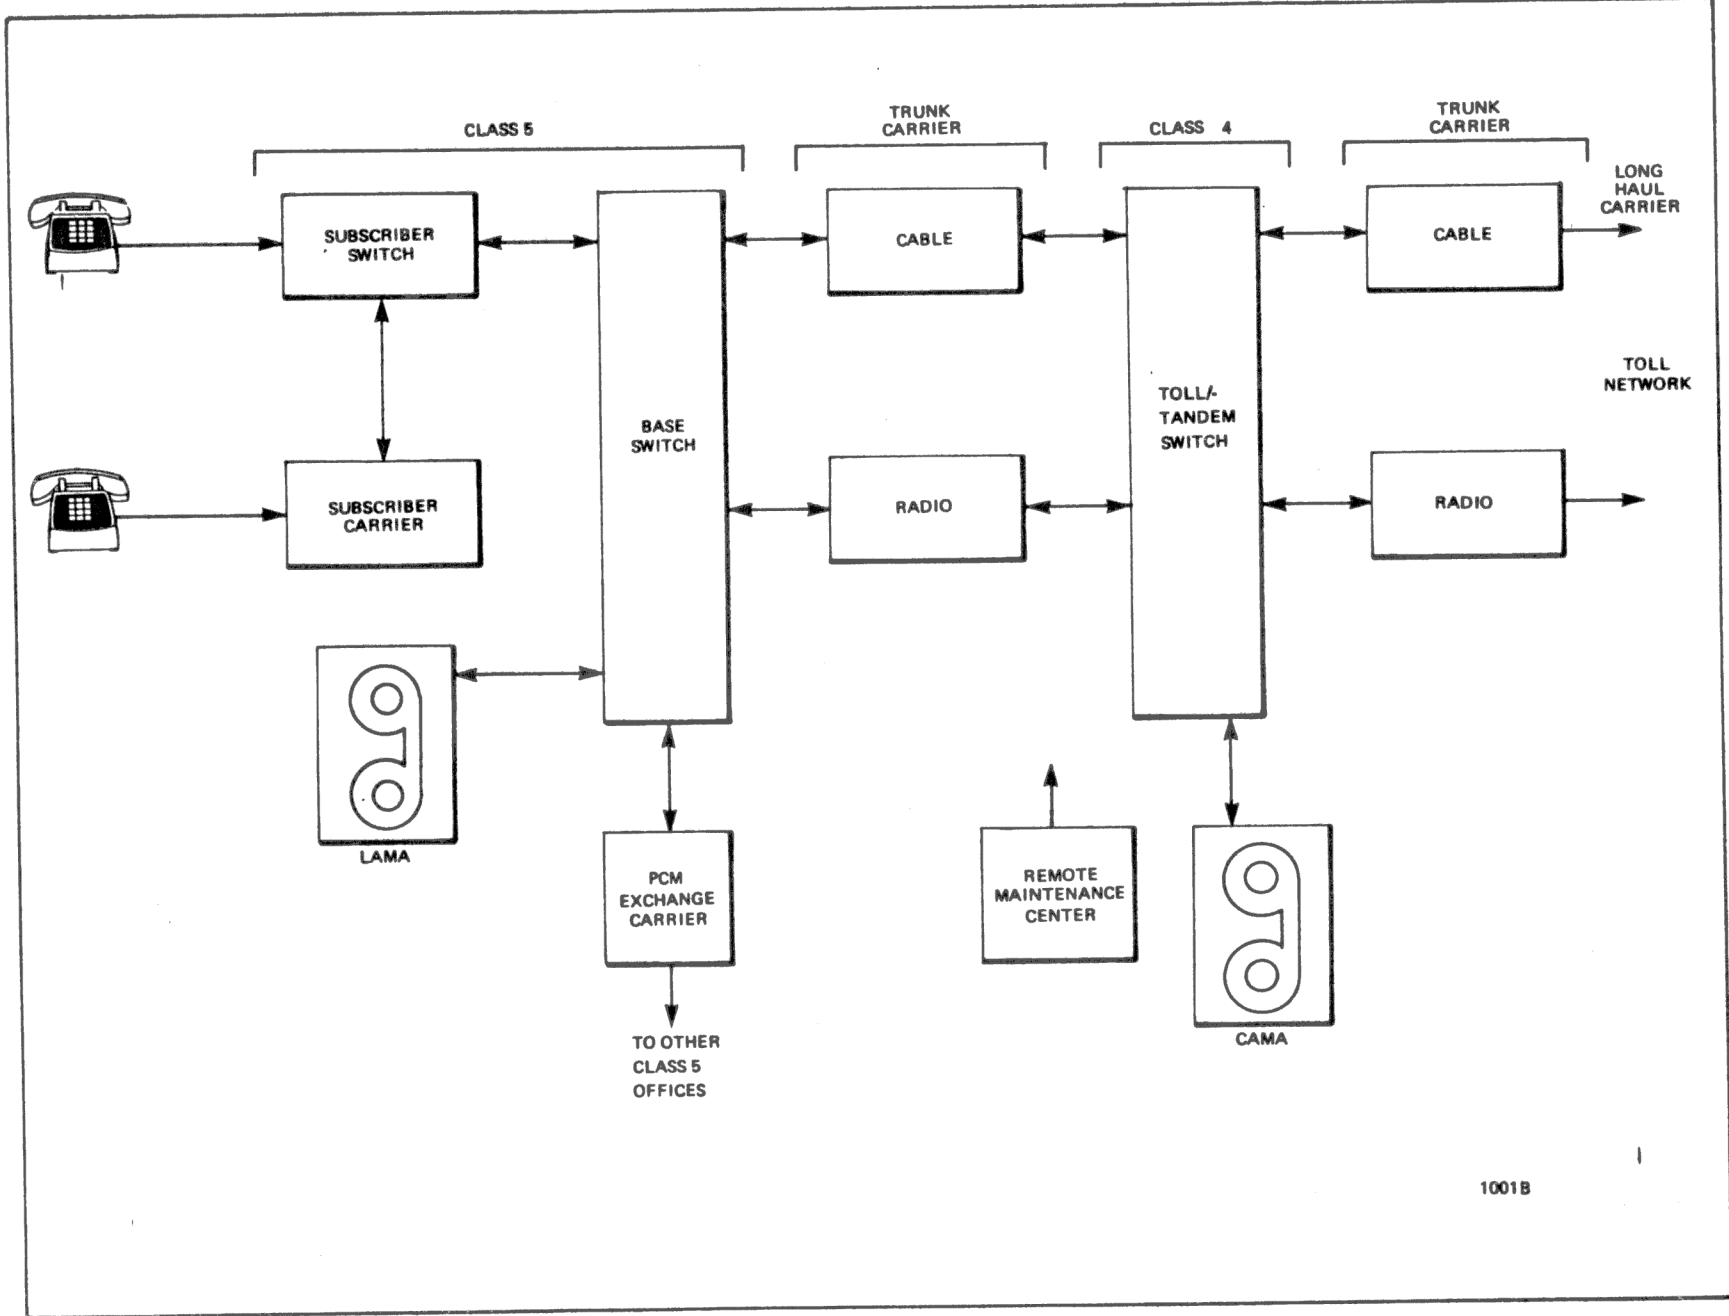 CLASS 5
TRUNK
CARRIER
CLASS 4
TRUNK
CARRIER
LONG
HAUL
CARRIER
SUBSCRIBER
SWITCH
CABLE
CABLE
TOLL
NETWORK
BASE
SWITCH
TOLL/-
TANDEM
SWITCH
SUBSCRIBER
CARRIER
RADIO
RADIO
LAMA
PCM
EXCHANGE
CARRIER
REMOTE
MAINTENANCE
CENTER
CAMA
TO OTHER
CLASS 5
OFFICES
1001B